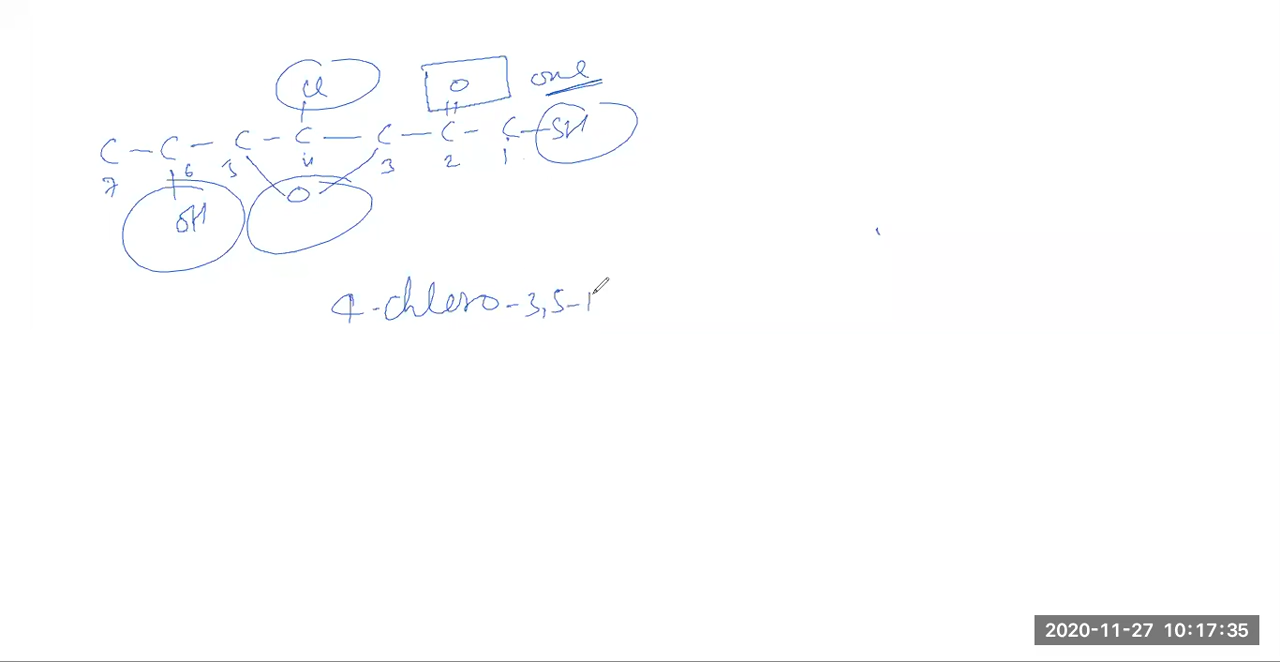 Cl O one
C - C - C - C - C - C - C - SH
7 6 5 4 3 2 1
OH O
4-chloro-3,5-1
2020-11-27 10:17:35